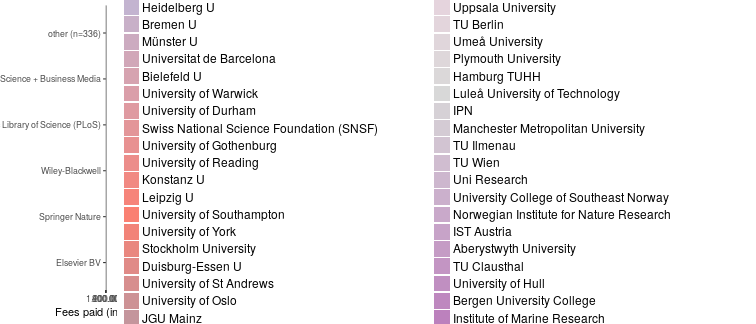 other (n=336)
Science + Business Media
Library of Science (PLoS)
Wiley-Blackwell
Springer Nature
Elsevier BV
Fees paid (in
Heidelberg U
Bremen U
Münster U
Universitat de Barcelona
Bielefeld U
University of Warwick
University of Durham
Swiss National Science Foundation (SNSF)
University of Gothenburg
University of Reading
Konstanz U
Leipzig U
University of Southampton
University of York
Stockholm University
Duisburg-Essen U
University of St Andrews
University of Oslo
JGU Mainz
Uppsala University
TU Berlin
Umeå University
Plymouth University
Hamburg TUHH
Luleå University of Technology
IPN
Manchester Metropolitan University
TU Ilmenau
TU Wien
Uni Research
University College of Southeast Norway
Norwegian Institute for Nature Research
IST Austria
Aberystwyth University
TU Clausthal
University of Hull
Bergen University College
Institute of Marine Research